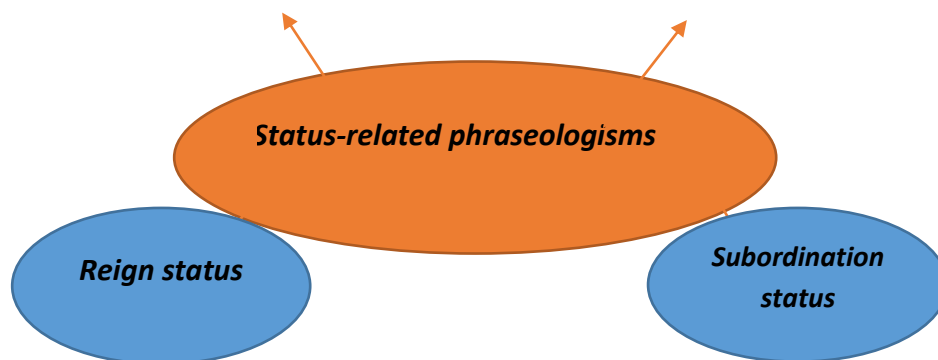 Status-related phraseologisms
Reign status
Subordination
status